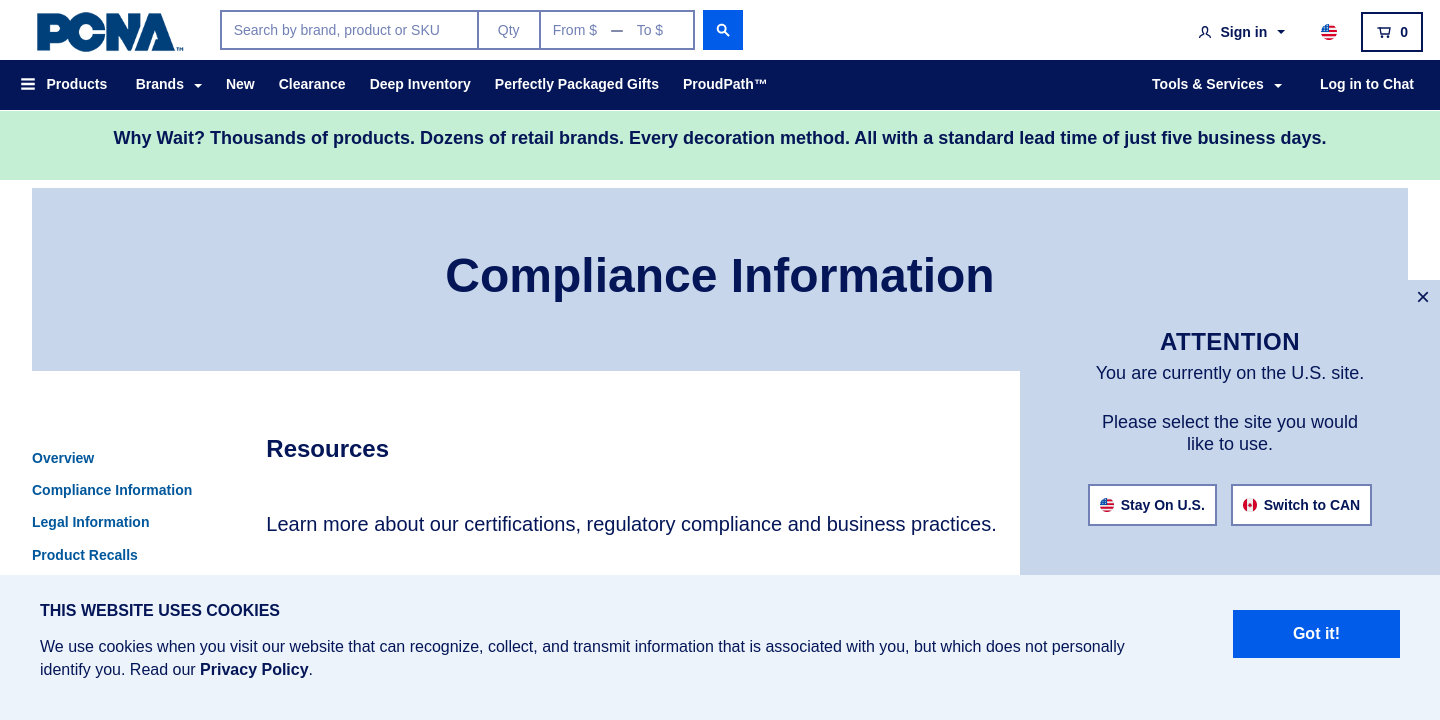 PCNA™
Search by brand, product or SKU
Qty
From $ — To $
Sign in
0
Products
Brands
New
Clearance
Deep Inventory
Perfectly Packaged Gifts
ProudPath™
Tools & Services
Log in to Chat
Why Wait? Thousands of products. Dozens of retail brands. Every decoration method. All with a standard lead time of just five business days.
Compliance Information
×
ATTENTION
You are currently on the U.S. site.
Please select the site you would
like to use.
Stay On U.S.
Switch to CAN
Overview
Compliance Information
Legal Information
Product Recalls
Resources
Learn more about our certifications, regulatory compliance and business practices.
THIS WEBSITE USES COOKIES
We use cookies when you visit our website that can recognize, collect, and transmit information that is associated with you, but which does not personally
identify you. Read our Privacy Policy.
Got it!